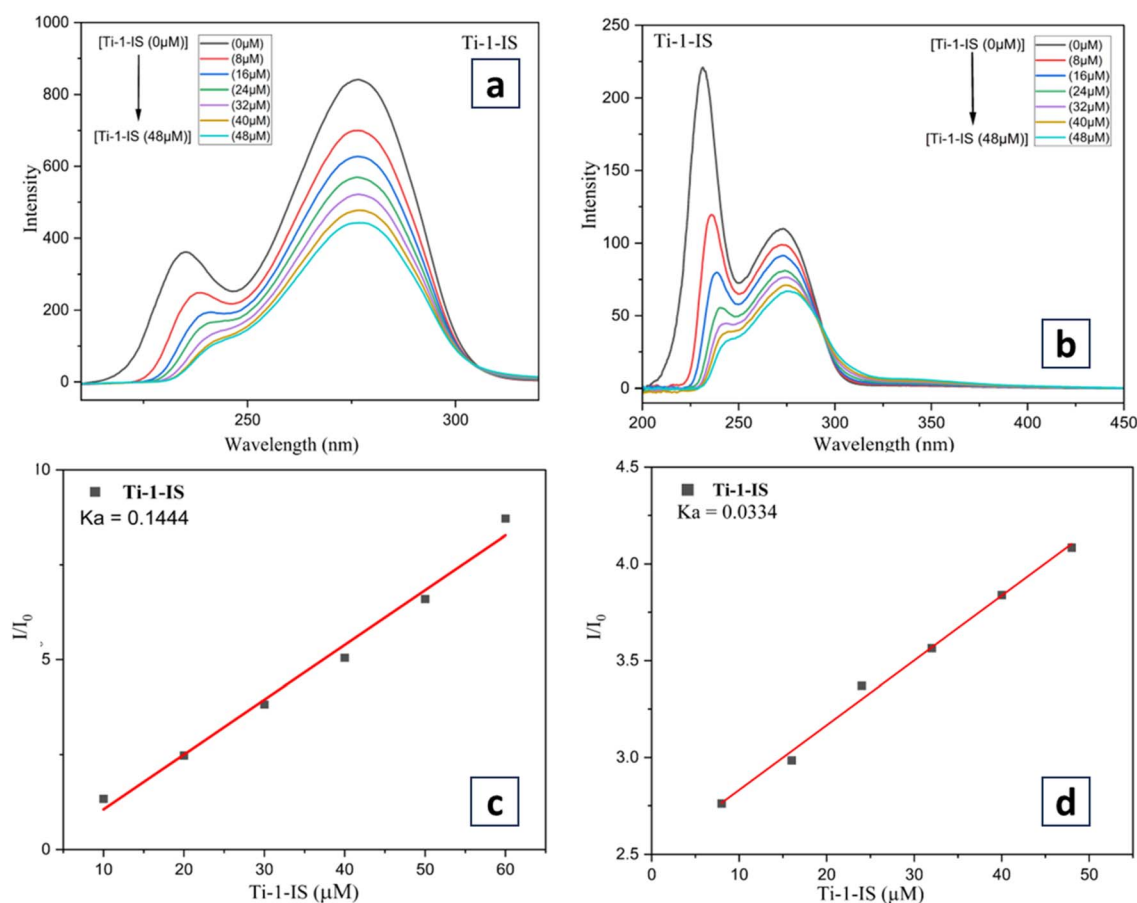 1000
800
600
400
200
0
Intensity
[Ti-1-IS (0μM)]
[Ti-1-IS (48μM)]
(0μM)
(8μM)
(16μM)
(24μM)
(32μM)
(40μM)
(48μM)
Ti-1-IS
a
250
300
Wavelength (nm)
250
225
200
175
150
125
100
75
50
25
0
Intensity
Ti-1-IS
[Ti-1-IS (0μM)]
[Ti-1-IS (48μM)]
(0μM)
(8μM)
(16μM)
(24μM)
(32μM)
(40μM)
(48μM)
b
200 250 300 350 400 450
Wavelength (nm)
10
5
0
I/I₀
Ti-1-IS
Ka = 0.1444
c
10 20 30 40 50 60
Ti-1-IS (μM)
4.5
4.0
3.5
3.0
2.5
I/I₀
Ti-1-IS
Ka = 0.0334
d
0 10 20 30 40 50
Ti-1-IS (μM)